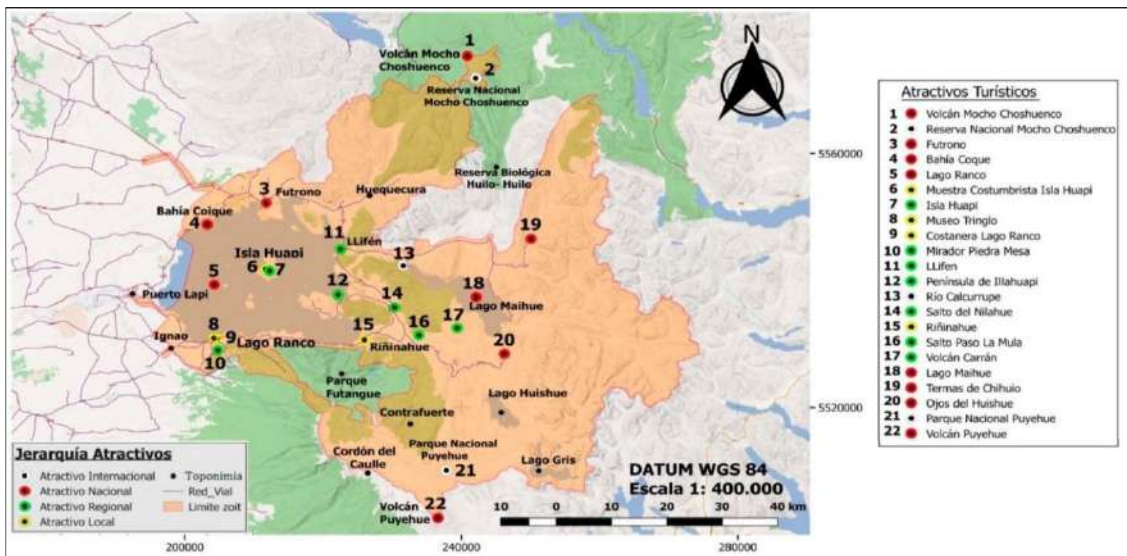 1
Volcán Mocho
Choshuenco
2
Reserva Nacional
Mocho Choshuenco
N
5560000
Reserva Biológica
Huilo- Huilo
Huequecura
3
Futrono
Bahía Coique
4
19
11
LLifén
13
Isla Huapi
6
7
5
12
18
Lago Maihue
Puerto Lapi
14
17
8
9
Lago Ranco
15
Riñinahue
16
Ignao
10
20
Parque
Futangue
Lago Huishue
5520000
Contrafuerte
Parque Nacional
Puyehue
21
Cordón del
Caulle
Lago Gris
22
Volcán
Puyehue
DATUM WGS 84
Escala 1: 400.000
10 0 10 20 30 40 km
Jerarquía Atractivos
Atractivo Internacional
Toponimia
Atractivo Nacional
Red_Vial
Atractivo Regional
Limite zoit
Atractivo Local
200000
240000
280000
Atractivos Turísticos
1 Volcán Mocho Choshuenco
2 Reserva Nacional Mocho Choshuenco
3 Futrono
4 Bahía Coque
5 Lago Ranco
6 Muestra Costumbrista Isla Huapi
7 Isla Huapi
8 Museo Tringlo
9 Costanera Lago Ranco
10 Mirador Piedra Mesa
11 LLifen
12 Península de Illahuapi
13 Río Calcurrupe
14 Salto del Nilahue
15 Riñinahue
16 Salto Paso La Mula
17 Volcán Carrán
18 Lago Maihue
19 Termas de Chihuio
20 Ojos del Huishue
21 Parque Nacional Puyehue
22 Volcán Puyehue